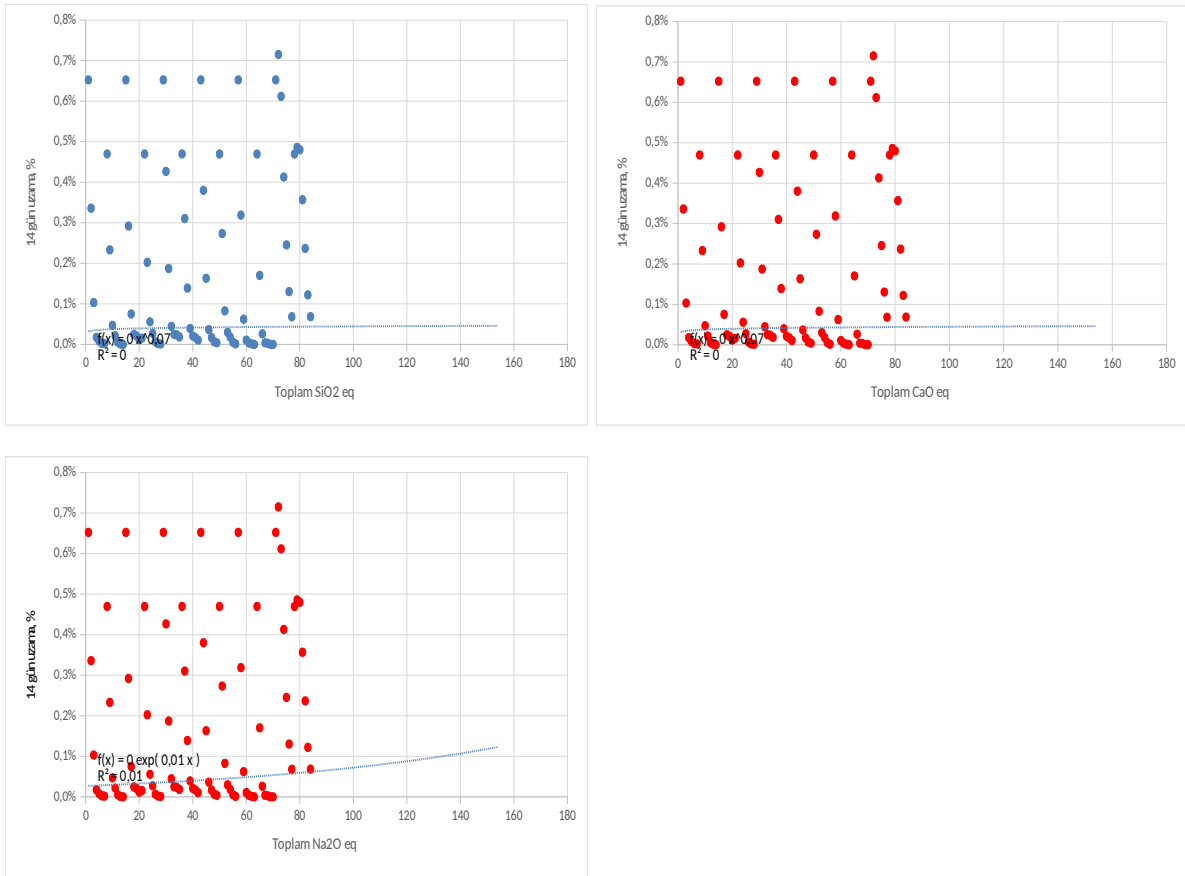 0,8%
0,7%
0,6%
0,5%
0,4%
0,3%
0,2%
0,1%
0,0%
14 gün uzama, %
f(x) = 0 x^0,07
R² = 0
0 20 40 60 80 100 120 140 160 180
Toplam SiO2 eq
0,8%
0,7%
0,6%
0,5%
0,4%
0,3%
0,2%
0,1%
0,0%
14 gün uzama, %
f(x) = 0 x^0,07
R² = 0
0 20 40 60 80 100 120 140 160 180
Toplam CaO eq
0,8%
0,7%
0,6%
0,5%
0,4%
0,3%
0,2%
0,1%
0,0%
14 gün uzama, %
f(x) = 0 exp( 0,01 x )
R² = 0,01
0 20 40 60 80 100 120 140 160 180
Toplam Na2O eq